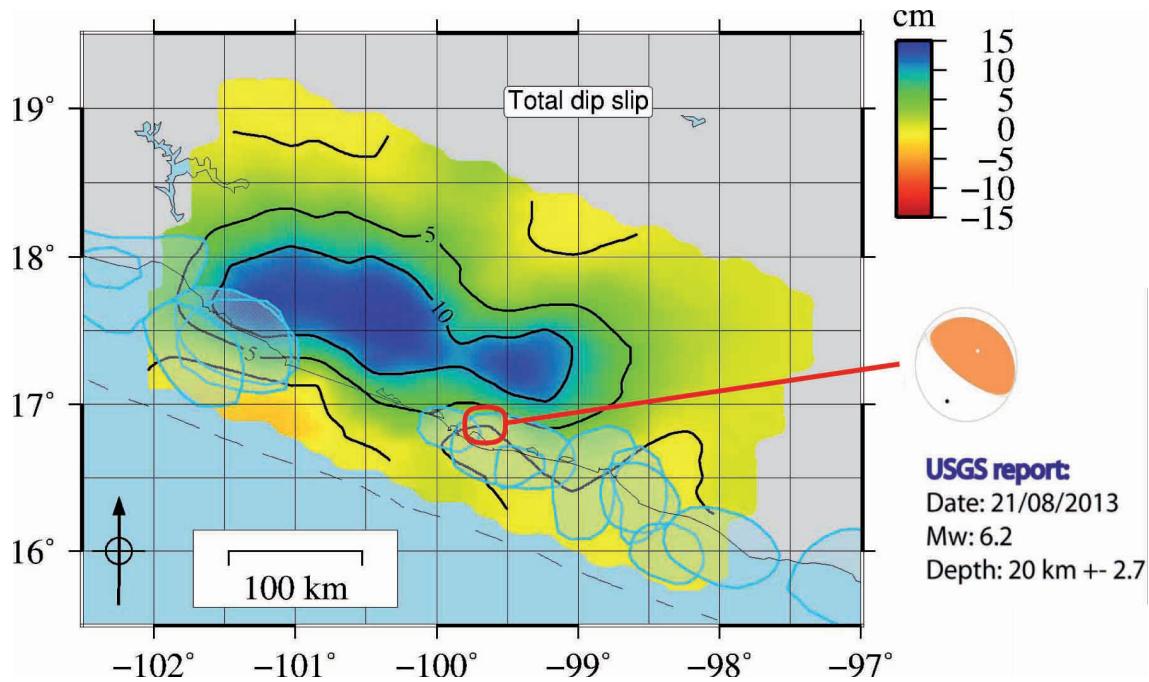 cm
15
10
5
0
−5
−10
−15
Total dip slip
19°
18°
17°
16°
5
10
5
100 km
−102°
−101°
−100°
−99°
−98°
−97°
USGS report:
Date: 21/08/2013
Mw: 6.2
Depth: 20 km +- 2.7